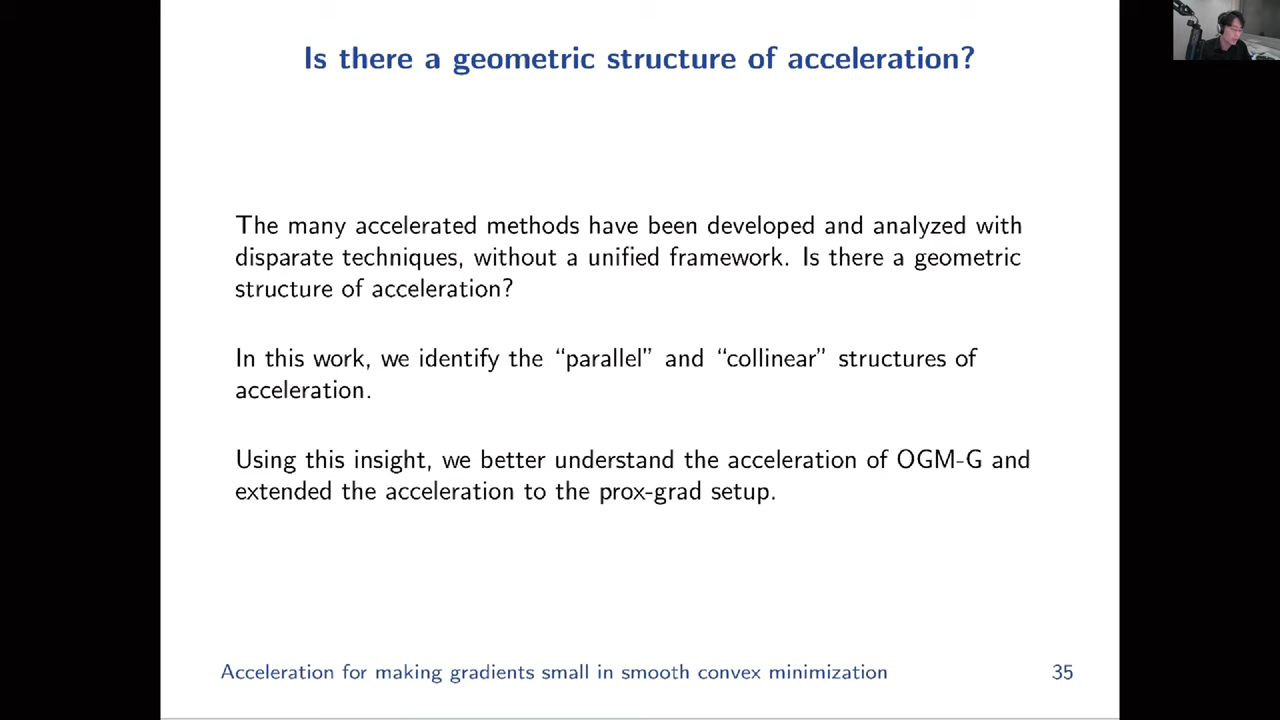 Is there a geometric structure of acceleration?
The many accelerated methods have been developed and analyzed with
disparate techniques, without a unified framework. Is there a geometric
structure of acceleration?
In this work, we identify the “parallel” and “collinear” structures of
acceleration.
Using this insight, we better understand the acceleration of OGM-G and
extended the acceleration to the prox-grad setup.
Acceleration for making gradients small in smooth convex minimization 35